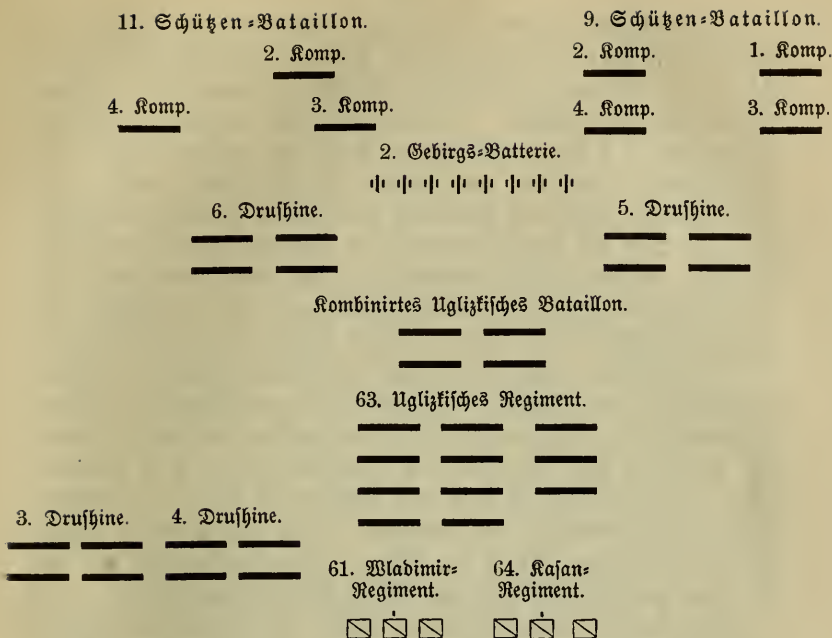 11. Schützen-Bataillon. 9. Schützen-Bataillon.
2. Komp. 2. Komp. 1. Komp.
4. Komp. 3. Komp. 4. Komp. 3. Komp.
2. Gebirgs-Batterie.
6. Drushine. 5. Drushine.
Kombinirtes Uglizkisches Bataillon.
63. Uglizkisches Regiment.
3. Drushine. 4. Drushine.
61. Wladimir- 64. Kasan-
Regiment. Regiment.